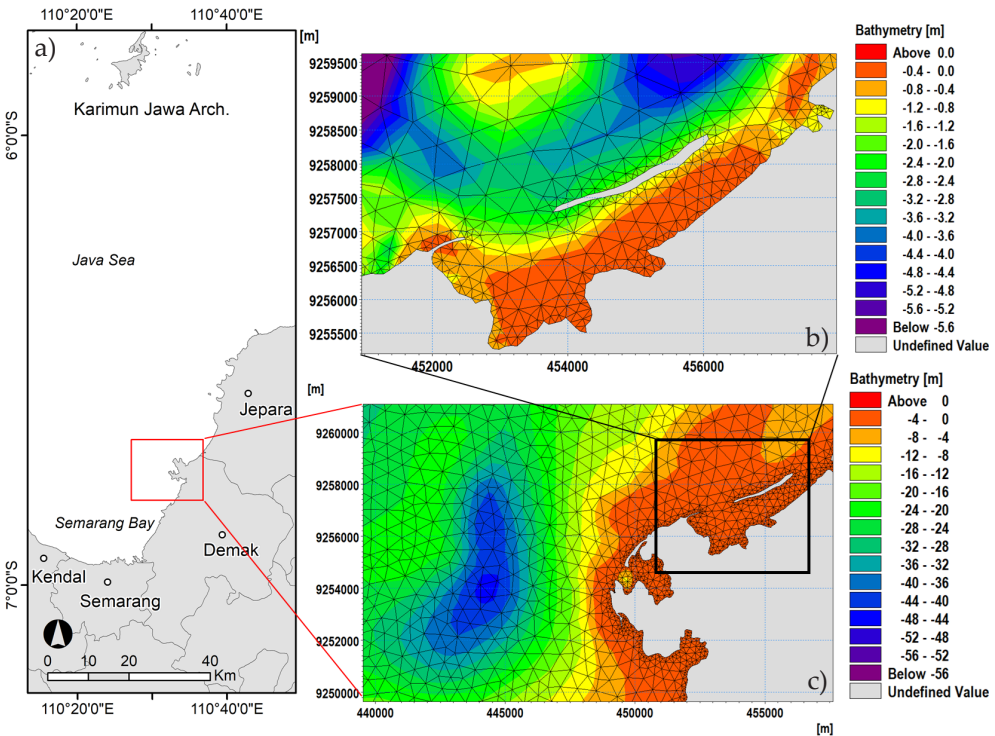 110°20'0"E 110°40'0"E
a)
Karimun Jawa Arch.
6°0'0"S
Java Sea
Jepara
Semarang Bay
Demak
Kendal
Semarang
7°0'0"S
0 10 20 40
Km
110°20'0"E 110°40'0"E
[m]
9259500
9259000
9258500
9258000
9257500
9257000
9256500
9256000
9255500
452000 454000 456000
b)
Bathymetry [m]
Above 0.0
-0.4 - 0.0
-0.8 - -0.4
-1.2 - -0.8
-1.6 - -1.2
-2.0 - -1.6
-2.4 - -2.0
-2.8 - -2.4
-3.2 - -2.8
-3.6 - -3.2
-4.0 - -3.6
-4.4 - -4.0
-4.8 - -4.4
-5.2 - -4.8
-5.6 - -5.2
Below -5.6
Undefined Value
[m]
9260000
9258000
9256000
9254000
9252000
9250000
440000 445000 450000 455000
[m]
c)
Bathymetry [m]
Above 0
-4 - 0
-8 - -4
-12 - -8
-16 - -12
-20 - -16
-24 - -20
-28 - -24
-32 - -28
-36 - -32
-40 - -36
-44 - -40
-48 - -44
-52 - -48
-56 - -52
Below -56
Undefined Value